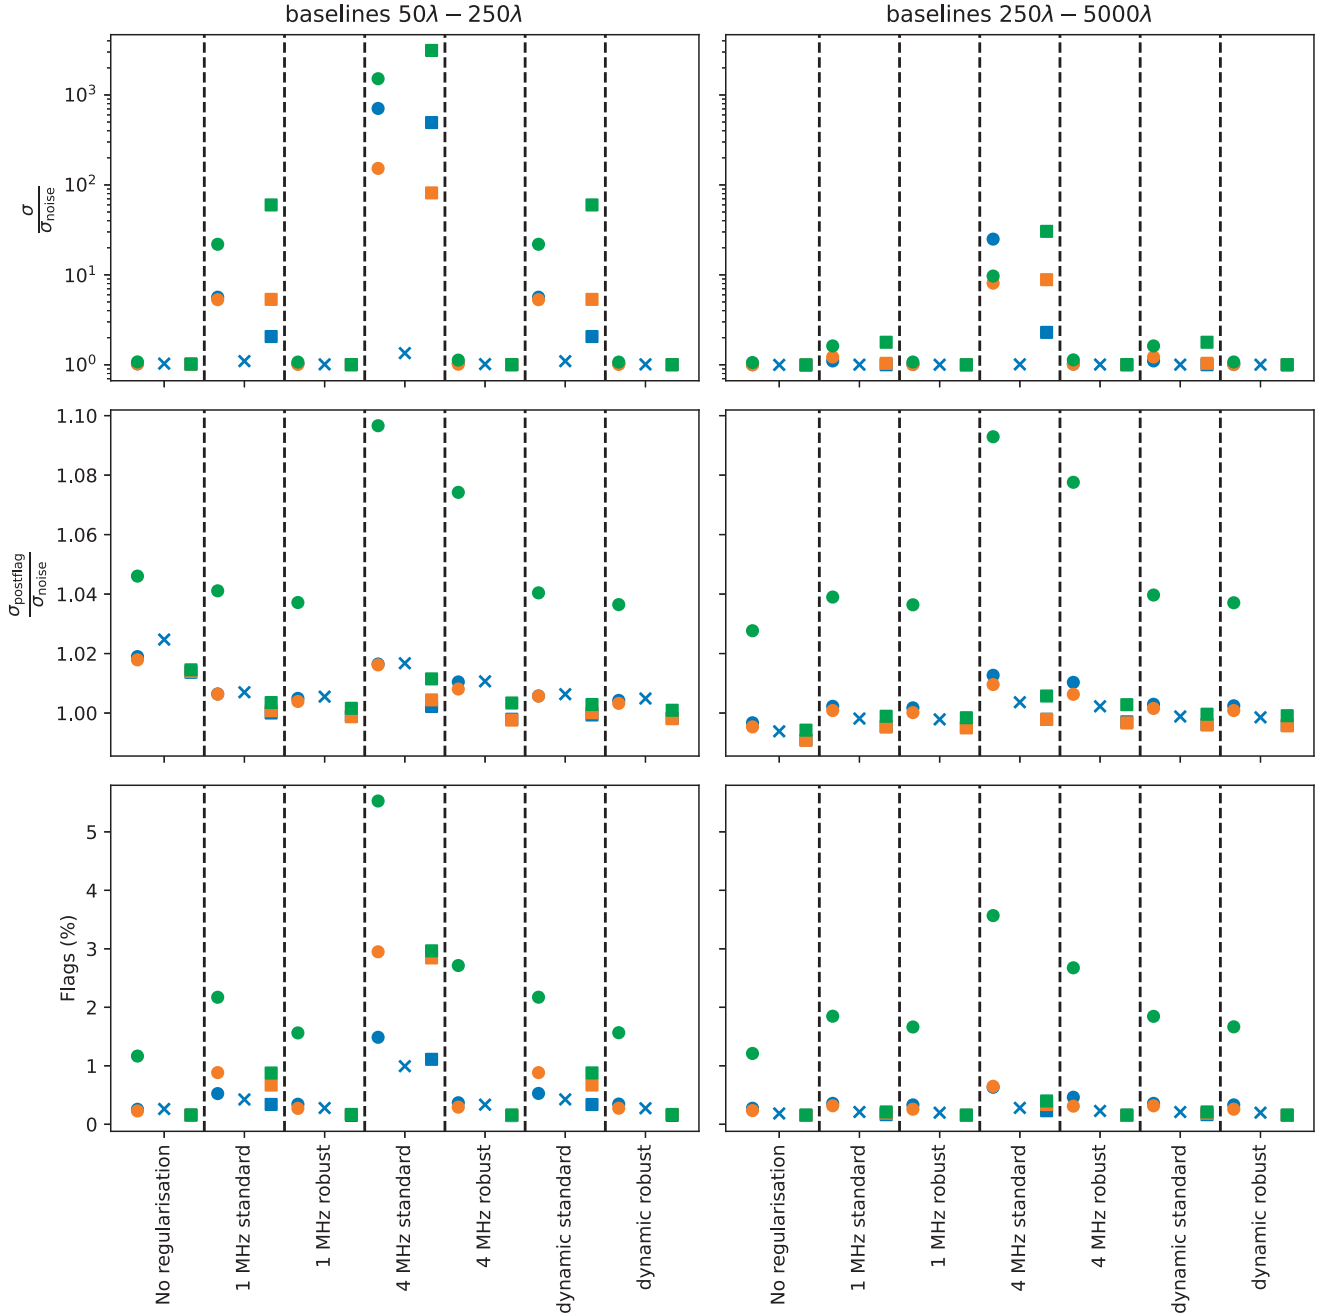 baselines 50λ − 250λ
baselines 250λ − 5000λ
σ/σ_noise
10³
10²
10¹
10⁰
σ_postflag/σ_noise
1.10
1.08
1.06
1.04
1.02
1.00
Flags (%)
5
4
3
2
1
0
No regularisation
1 MHz standard
1 MHz robust
4 MHz standard
4 MHz robust
dynamic standard
dynamic robust
No regularisation
1 MHz standard
1 MHz robust
4 MHz standard
4 MHz robust
dynamic standard
dynamic robust